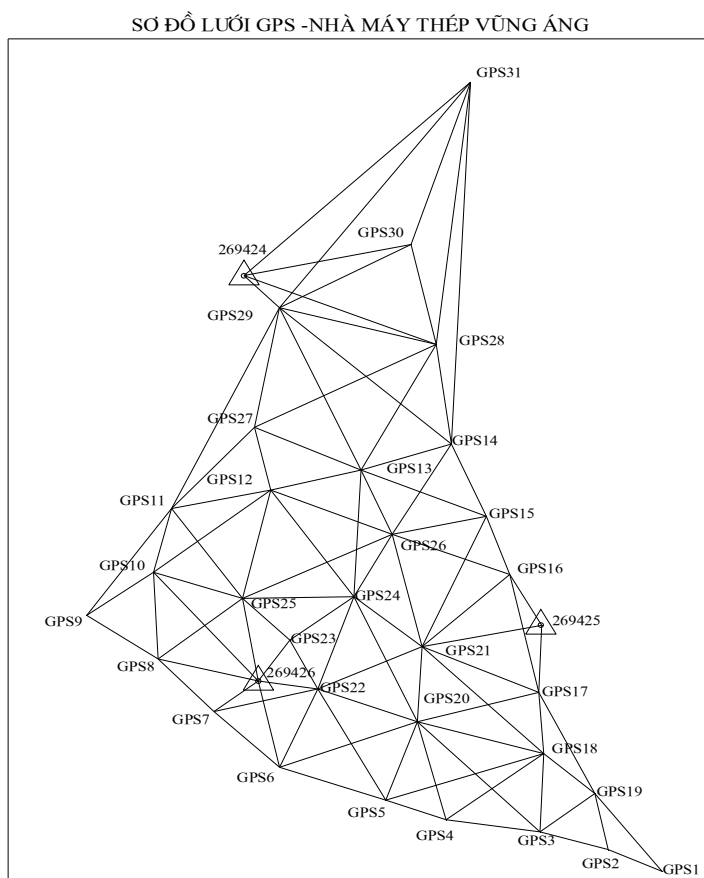 SƠ ĐỒ LƯỚI GPS -NHÀ MÁY THÉP VŨNG ÁNG
GPS31
GPS30
269424
GPS29
GPS28
GPS27
GPS14
GPS13
GPS12
GPS11
GPS15
GPS26
GPS10
GPS16
GPS24
GPS25
GPS9
269425
GPS23
GPS21
GPS8
269426
GPS22
GPS17
GPS20
GPS7
GPS18
GPS6
GPS19
GPS5
GPS4
GPS3
GPS2
GPS1